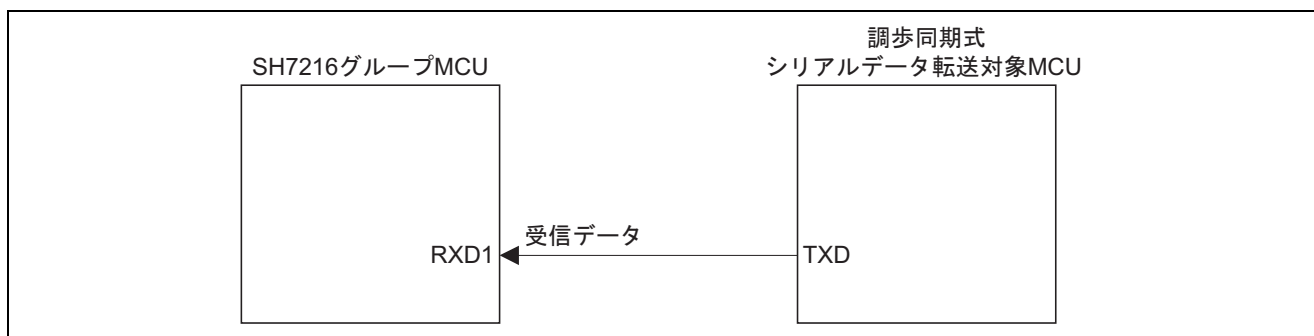 調歩同期式
SH7216グループMCU
シリアルデータ転送対象MCU
受信データ
RXD1
TXD